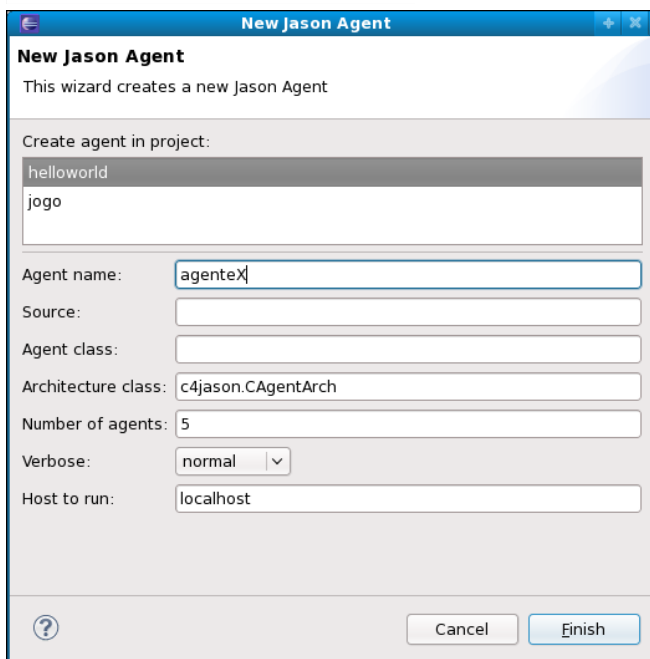 New Jason Agent
New Jason Agent
This wizard creates a new Jason Agent
Create agent in project:
helloworld
jogo
Agent name: agenteX
Source:
Agent class:
Architecture class: c4jason.CAgentArch
Number of agents: 5
Verbose: normal
Host to run: localhost
? Cancel Finish